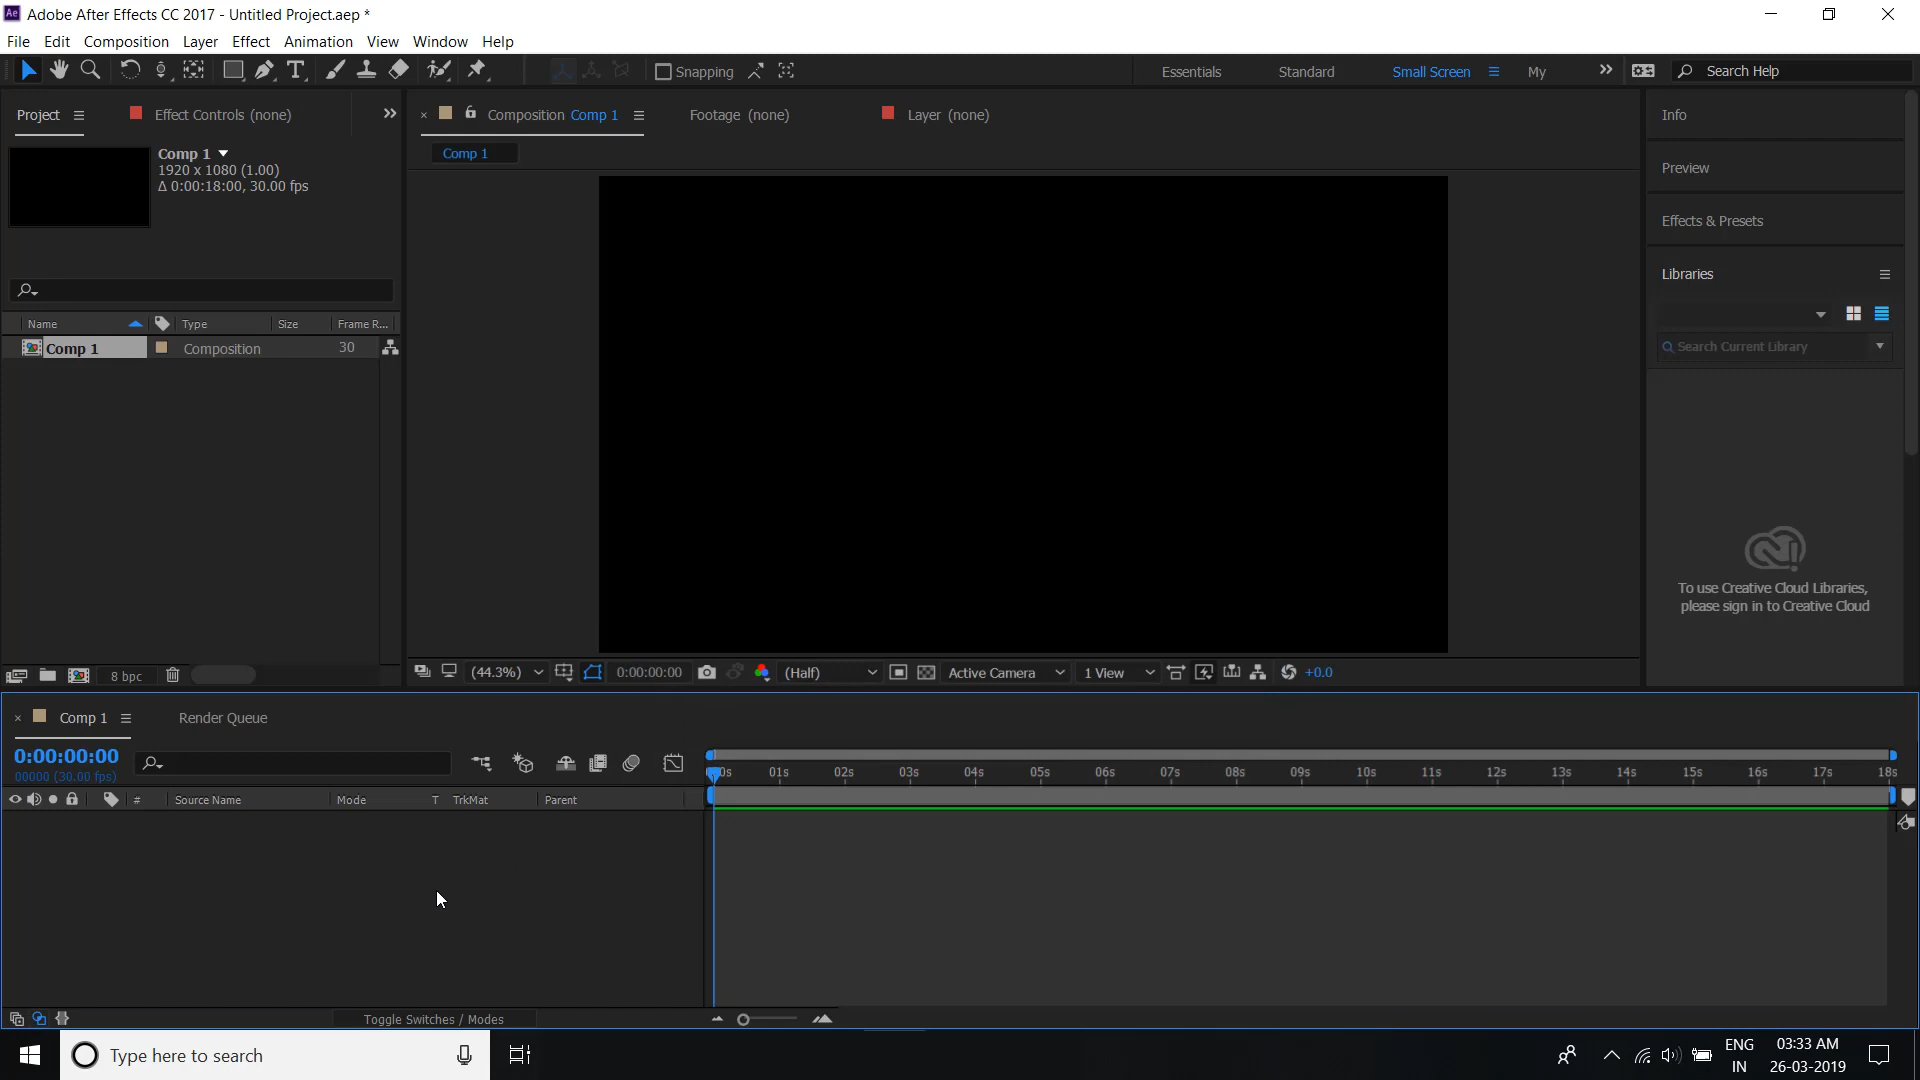 Ae Adobe After Effects CC 2017 - Untitled Project.aep *
File Edit Composition Layer Effect Animation View Window Help
Snapping Essentials Standard Small Screen My Search Help
Project Effect Controls (none) Composition Comp 1 Footage (none) Layer (none) Info
Comp 1
1920 x 1080 (1.00)
Δ 0:00:18:00, 30.00 fps
Comp 1
Preview
Effects & Presets
Libraries
Search Current Library
Name Type Size Frame R...
Comp 1 Composition 30
To use Creative Cloud Libraries,
please sign in to Creative Cloud
8 bpc (44.3%) 0:00:00:00 (Half) Active Camera 1 View +0.0
Comp 1 Render Queue
0:00:00:00
00000 (30.00 fps)
0s 01s 02s 03s 04s 05s 06s 07s 08s 09s 10s 11s 12s 13s 14s 15s 16s 17s 18s
# Source Name Mode T TrkMat Parent
Toggle Switches / Modes
Type here to search
ENG
IN
03:33 AM
26-03-2019